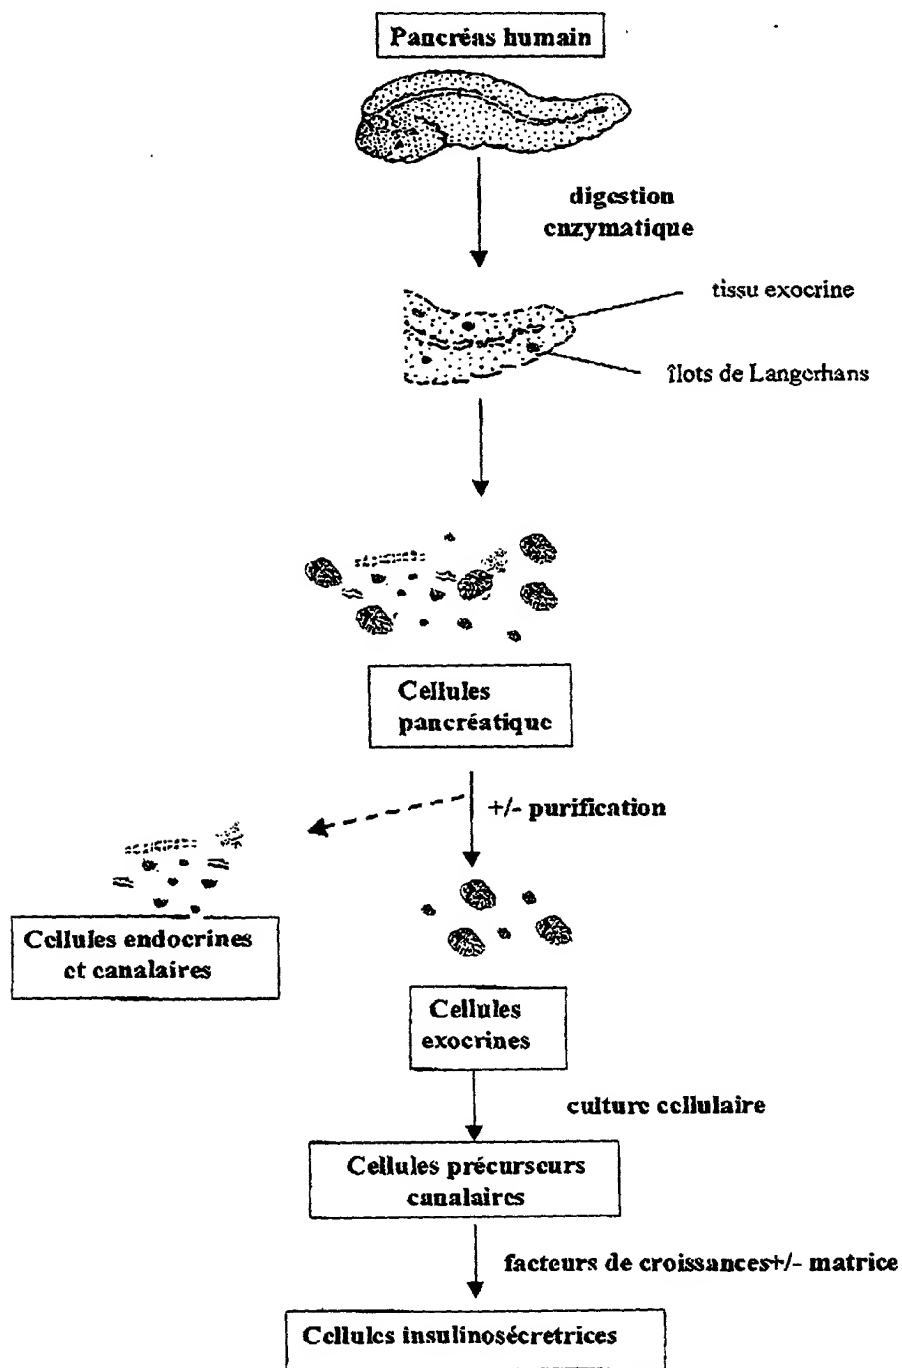 Pancréas humain
digestion
enzymatique
tissu exocrine
îlots de Langerhans
Cellules
pancréatique
+/- purification
Cellules endocrines
et canalaires
Cellules
exocrines
culture cellulaire
Cellules précurseurs
canalaires
facteurs de croissances+/- matrice
Cellules insulinosécretrices